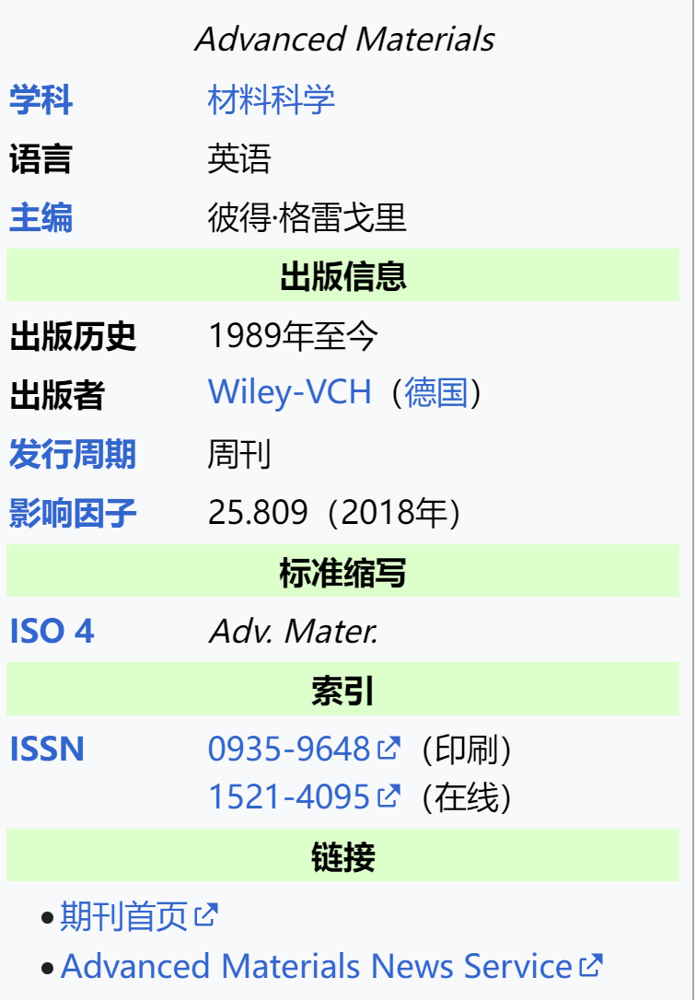 Advanced Materials
学科 材料科学
语言 英语
主编 彼得·格雷戈里
出版信息
出版历史 1989年至今
出版者 Wiley-VCH（德国）
发行周期 周刊
影响因子 25.809（2018年）
标准缩写
ISO 4 Adv. Mater.
索引
ISSN 0935-9648（印刷）
1521-4095（在线）
链接
• 期刊首页
• Advanced Materials News Service